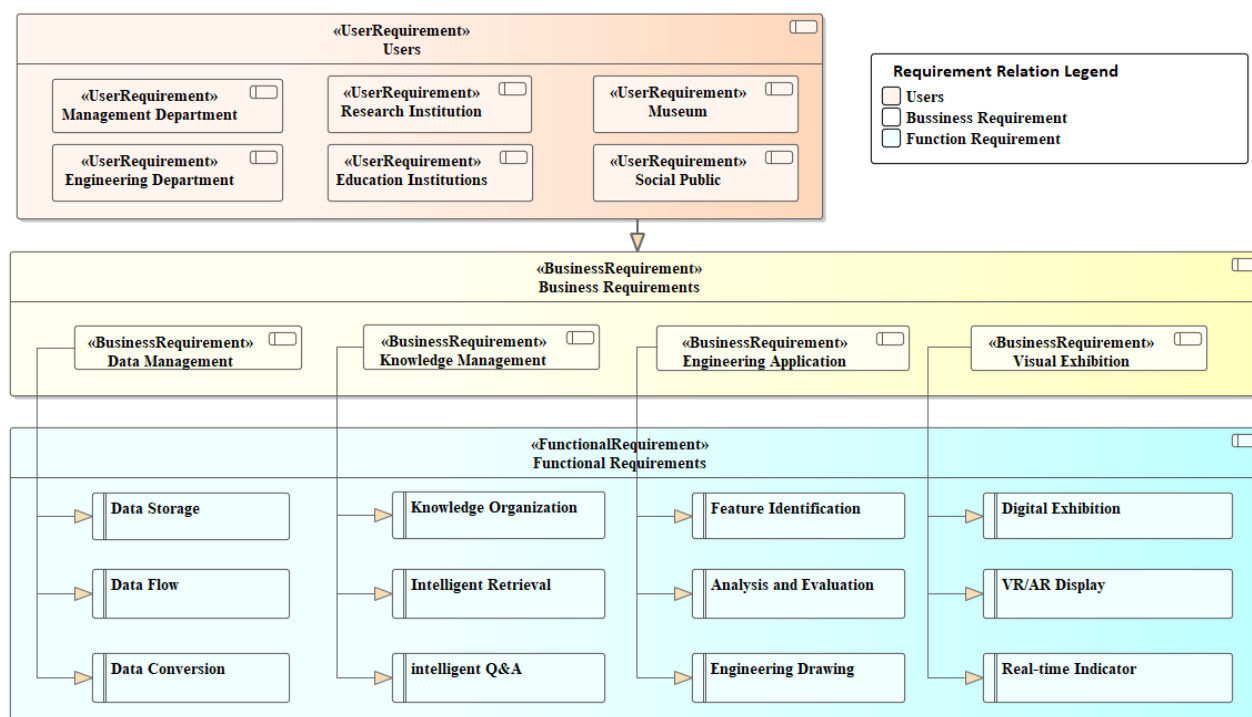 «UserRequirement»
Users
«UserRequirement»
Management Department
«UserRequirement»
Research Institution
«UserRequirement»
Museum
«UserRequirement»
Engineering Department
«UserRequirement»
Education Institutions
«UserRequirement»
Social Public
Requirement Relation Legend
Users
Bussiness Requirement
Function Requirement
«BusinessRequirement»
Business Requirements
«BusinessRequirement»
Data Management
«BusinessRequirement»
Knowledge Management
«BusinessRequirement»
Engineering Application
«BusinessRequirement»
Visual Exhibition
«FunctionalRequirement»
Functional Requirements
Data Storage
Knowledge Organization
Feature Identification
Digital Exhibition
Data Flow
Intelligent Retrieval
Analysis and Evaluation
VR/AR Display
Data Conversion
intelligent Q&A
Engineering Drawing
Real-time Indicator